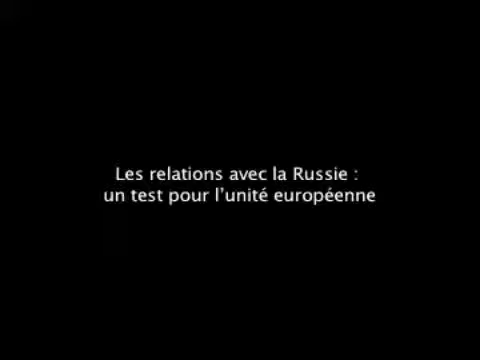 Les relations avec la Russie :
un test pour l’unité européenne